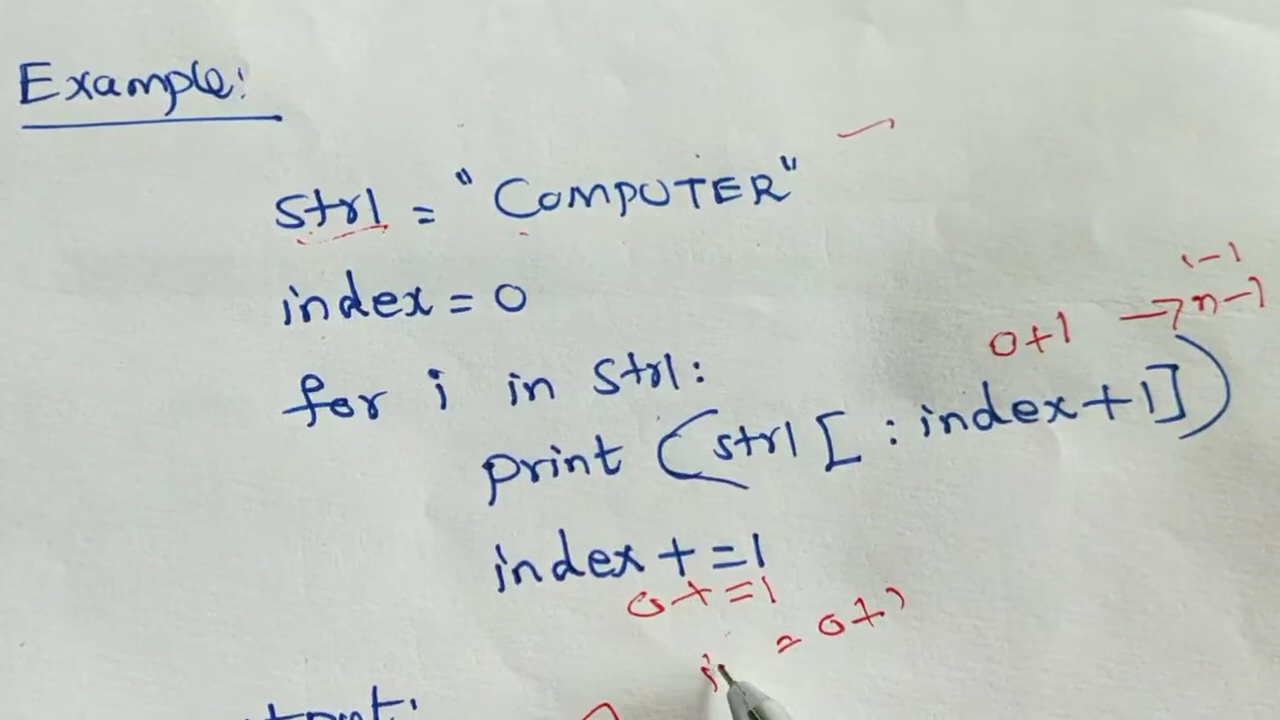 Example:
str1 = "COMPUTER"
index = 0
1-1
0+1 → n-1
for i in str1:
print (str1[:index+1])
index += 1
0+=1
= 0+1
i